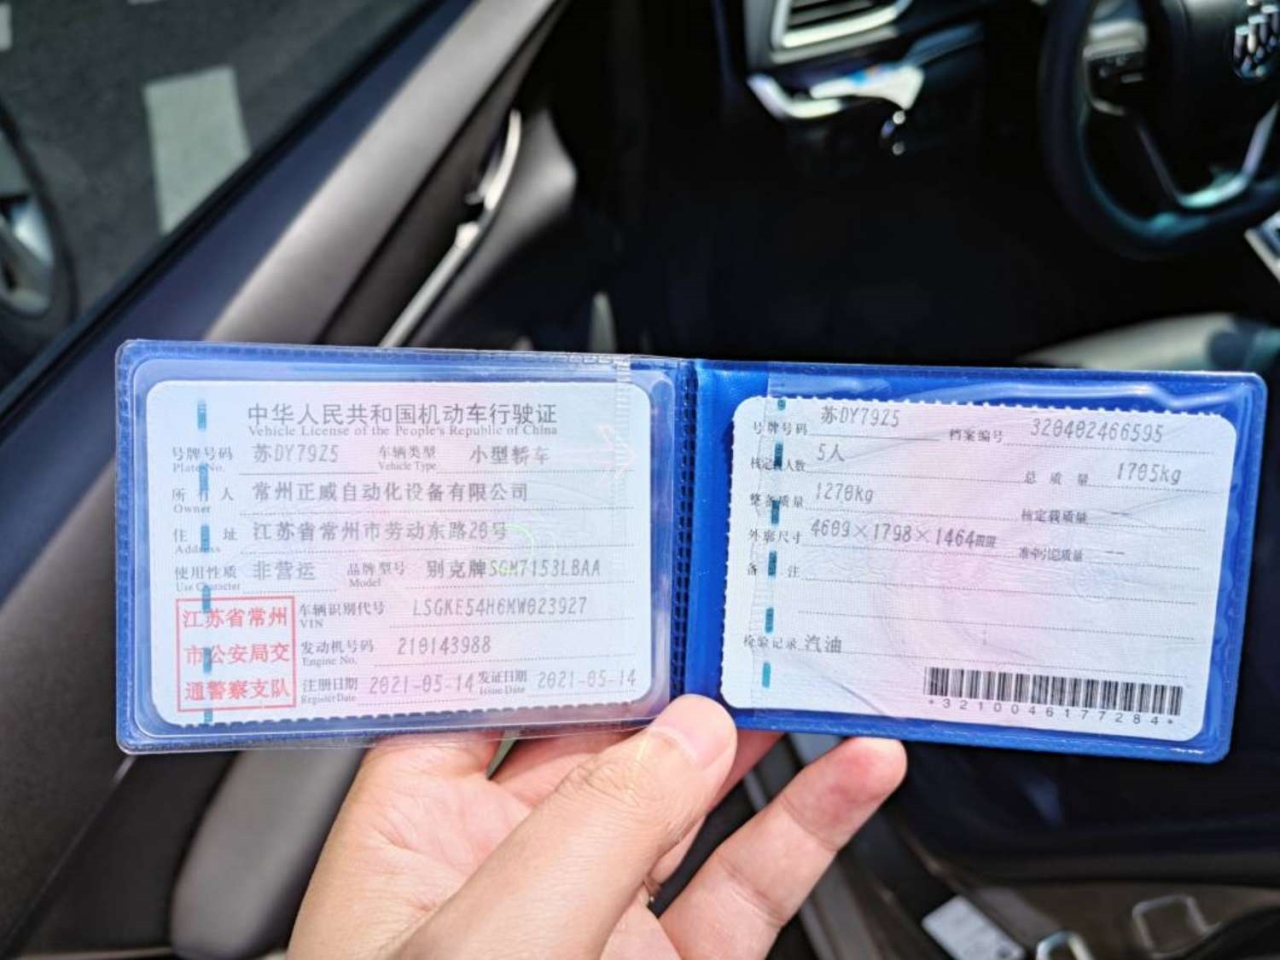 中华人民共和国机动车行驶证
Vehicle License of the People's Republic of China
号牌号码 苏DY79Z5 车辆类型 小型轿车
Plate No. Vehicle Type
所有人 常州正威自动化设备有限公司
Owner
住址 江苏省常州市劳动东路20号
Address
使用性质 非营运 品牌型号 别克牌SGM7153LBAA
Use Character Model
江苏省常州
市公安局交
通警察支队
车辆识别代号 LSGKE54H6MW023927
VIN
发动机号码 210143988
Engine No.
注册日期 2021-05-14 发证日期 2021-05-14
Register Date Issue Date
号牌号码 苏DY79Z5 档案编号 320402466595
核定载人数 5人 总质量 1705kg
整备质量 1270kg 核定载质量 --
外廓尺寸 4609×1798×1464mm 准牵引总质量 --
备注
检验记录 汽油
*3210046177284*